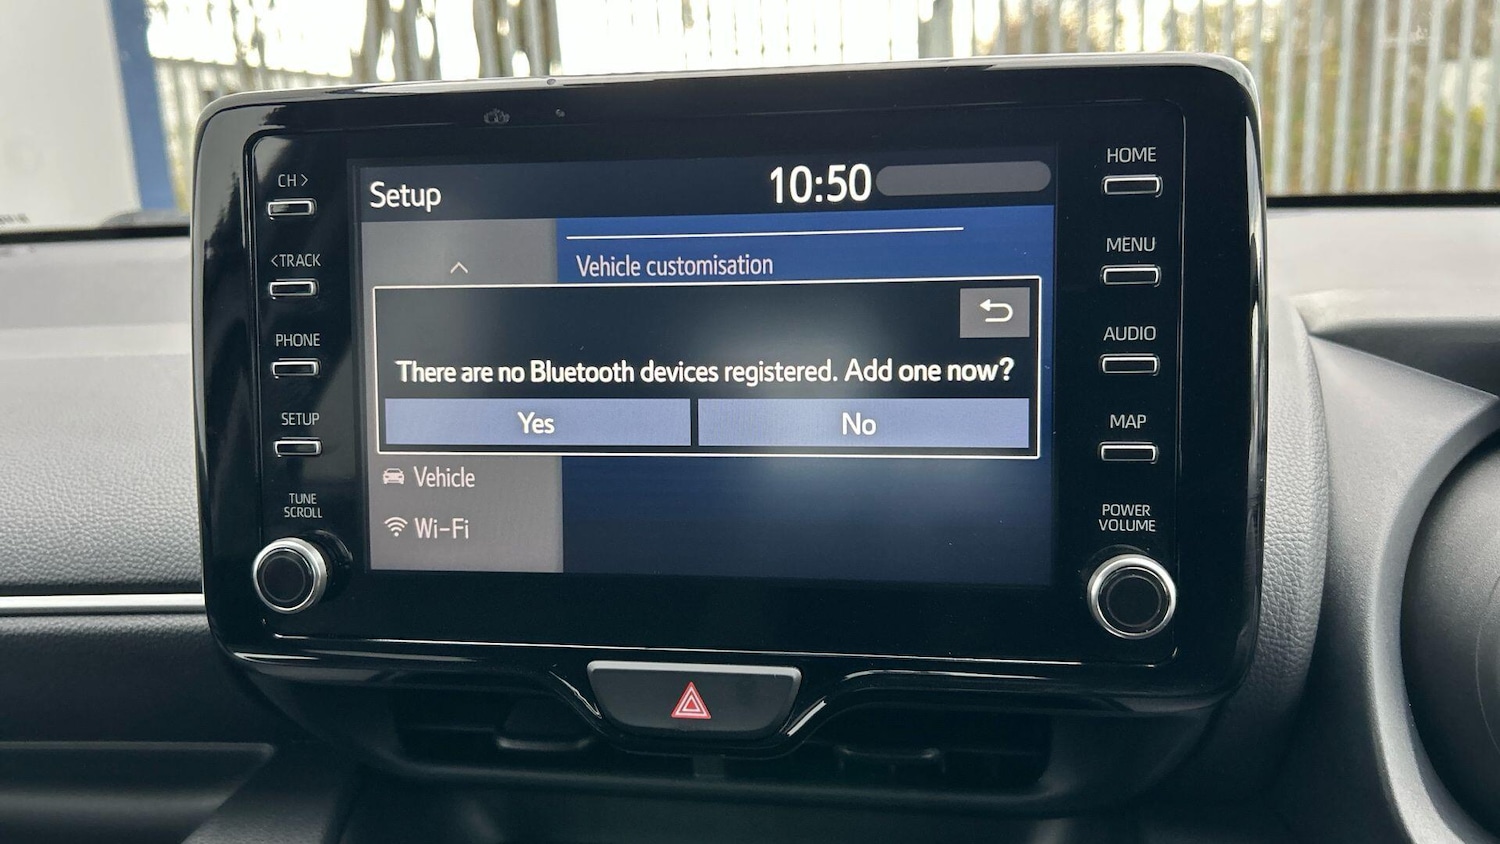 CH >
<TRACK
PHONE
SETUP
TUNE
SCROLL
Setup
10:50
Vehicle customisation
There are no Bluetooth devices registered. Add one now?
Yes
No
Vehicle
Wi-Fi
HOME
MENU
AUDIO
MAP
POWER
VOLUME